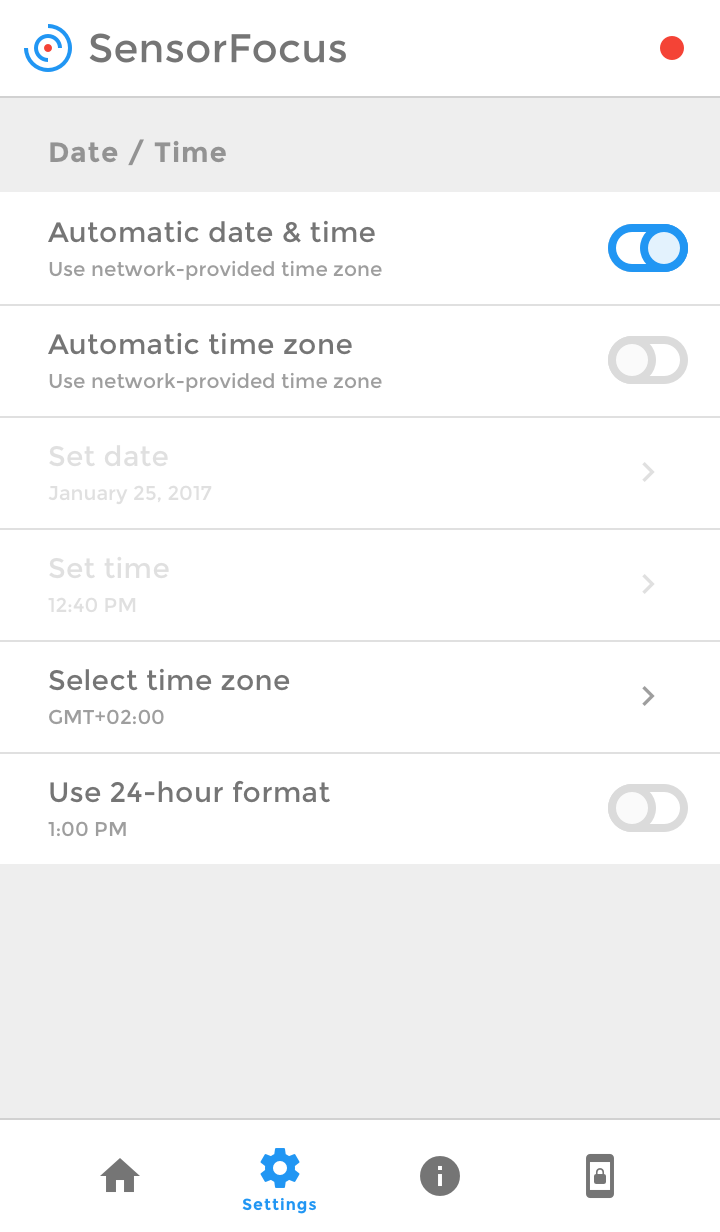 SensorFocus
Date / Time
Automatic date & time
Use network-provided time zone
Automatic time zone
Use network-provided time zone
Set date
January 25, 2017
Set time
12:40 PM
Select time zone
GMT+02:00
Use 24-hour format
1:00 PM
Settings